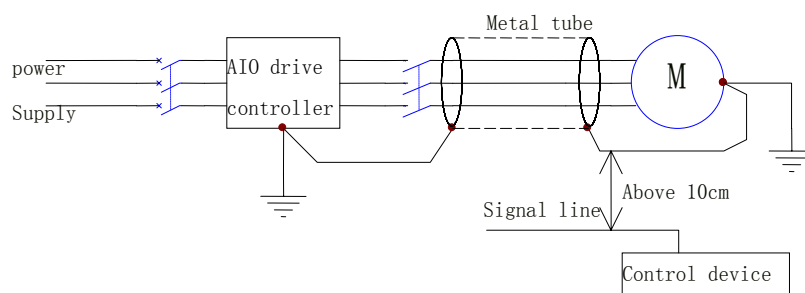 Metal tube
power
Supply
AIO drive
controller
M
Above 10cm
Signal line
Control device